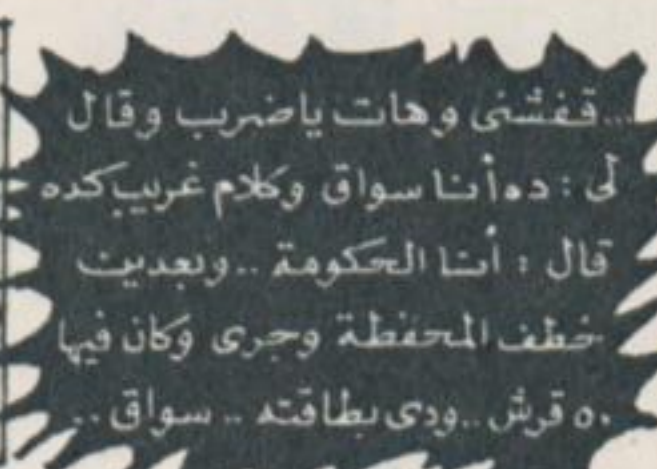 ...قفشنى وهات ياضرب وقال
لى : ده أنا سواق وكلام غريب كده
قال : أنا الحكومة .. وبعدين
خطف المحفظة وجرى وكان فيها
٥٠ قرش .. ودى بطاقته .. سواق ..